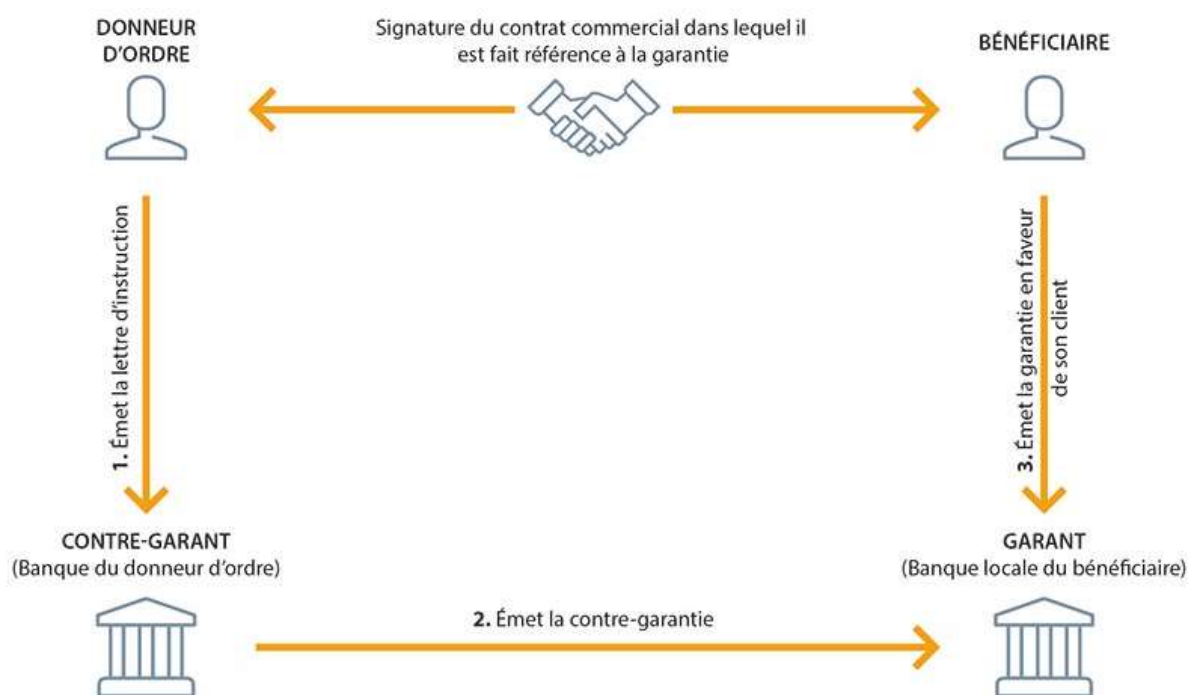 DONNEUR
D'ORDRE
Signature du contrat commercial dans lequel il
est fait référence à la garantie
BÉNÉFICIAIRE
1. Émet la lettre d'instruction
3. Émet la garantie en faveur
de son client
CONTRE-GARANT
(Banque du donneur d'ordre)
GARANT
(Banque locale du bénéficiaire)
2. Émet la contre-garantie